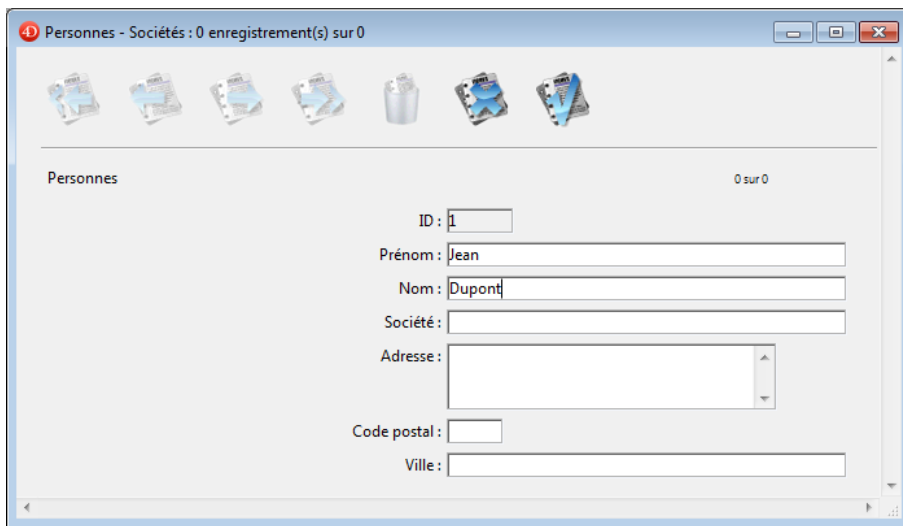 4D Personnes - Sociétés : 0 enregistrement(s) sur 0
Personnes
0 sur 0
ID : 1
Prénom : Jean
Nom : Dupont
Société :
Adresse :
Code postal :
Ville :